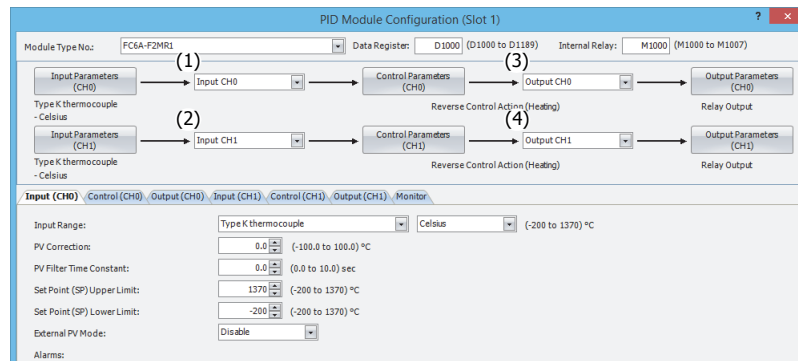 PID Module Configuration (Slot 1) ? ×
Module Type No.: FC6A-F2MR1 Data Register: D1000 (D1000 to D1189) Internal Relay: M1000 (M1000 to M1007)
(1) (3)
Input Parameters (CH0) Input CH0 Control Parameters (CH0) Output CH0 Output Parameters (CH0)
Type K thermocouple Reverse Control Action (Heating) Relay Output
- Celsius
(2) (4)
Input Parameters (CH1) Input CH1 Control Parameters (CH1) Output CH1 Output Parameters (CH1)
Type K thermocouple Reverse Control Action (Heating) Relay Output
- Celsius
Input (CH0) Control (CH0) Output (CH0) Input (CH1) Control (CH1) Output (CH1) Monitor
Input Range: Type K thermocouple Celsius (-200 to 1370) °C
PV Correction: 0.0 (-100.0 to 100.0) °C
PV Filter Time Constant: 0.0 (0.0 to 10.0) sec
Set Point (SP) Upper Limit: 1370 (-200 to 1370) °C
Set Point (SP) Lower Limit: -200 (-200 to 1370) °C
External PV Mode: Disable
Alarms: